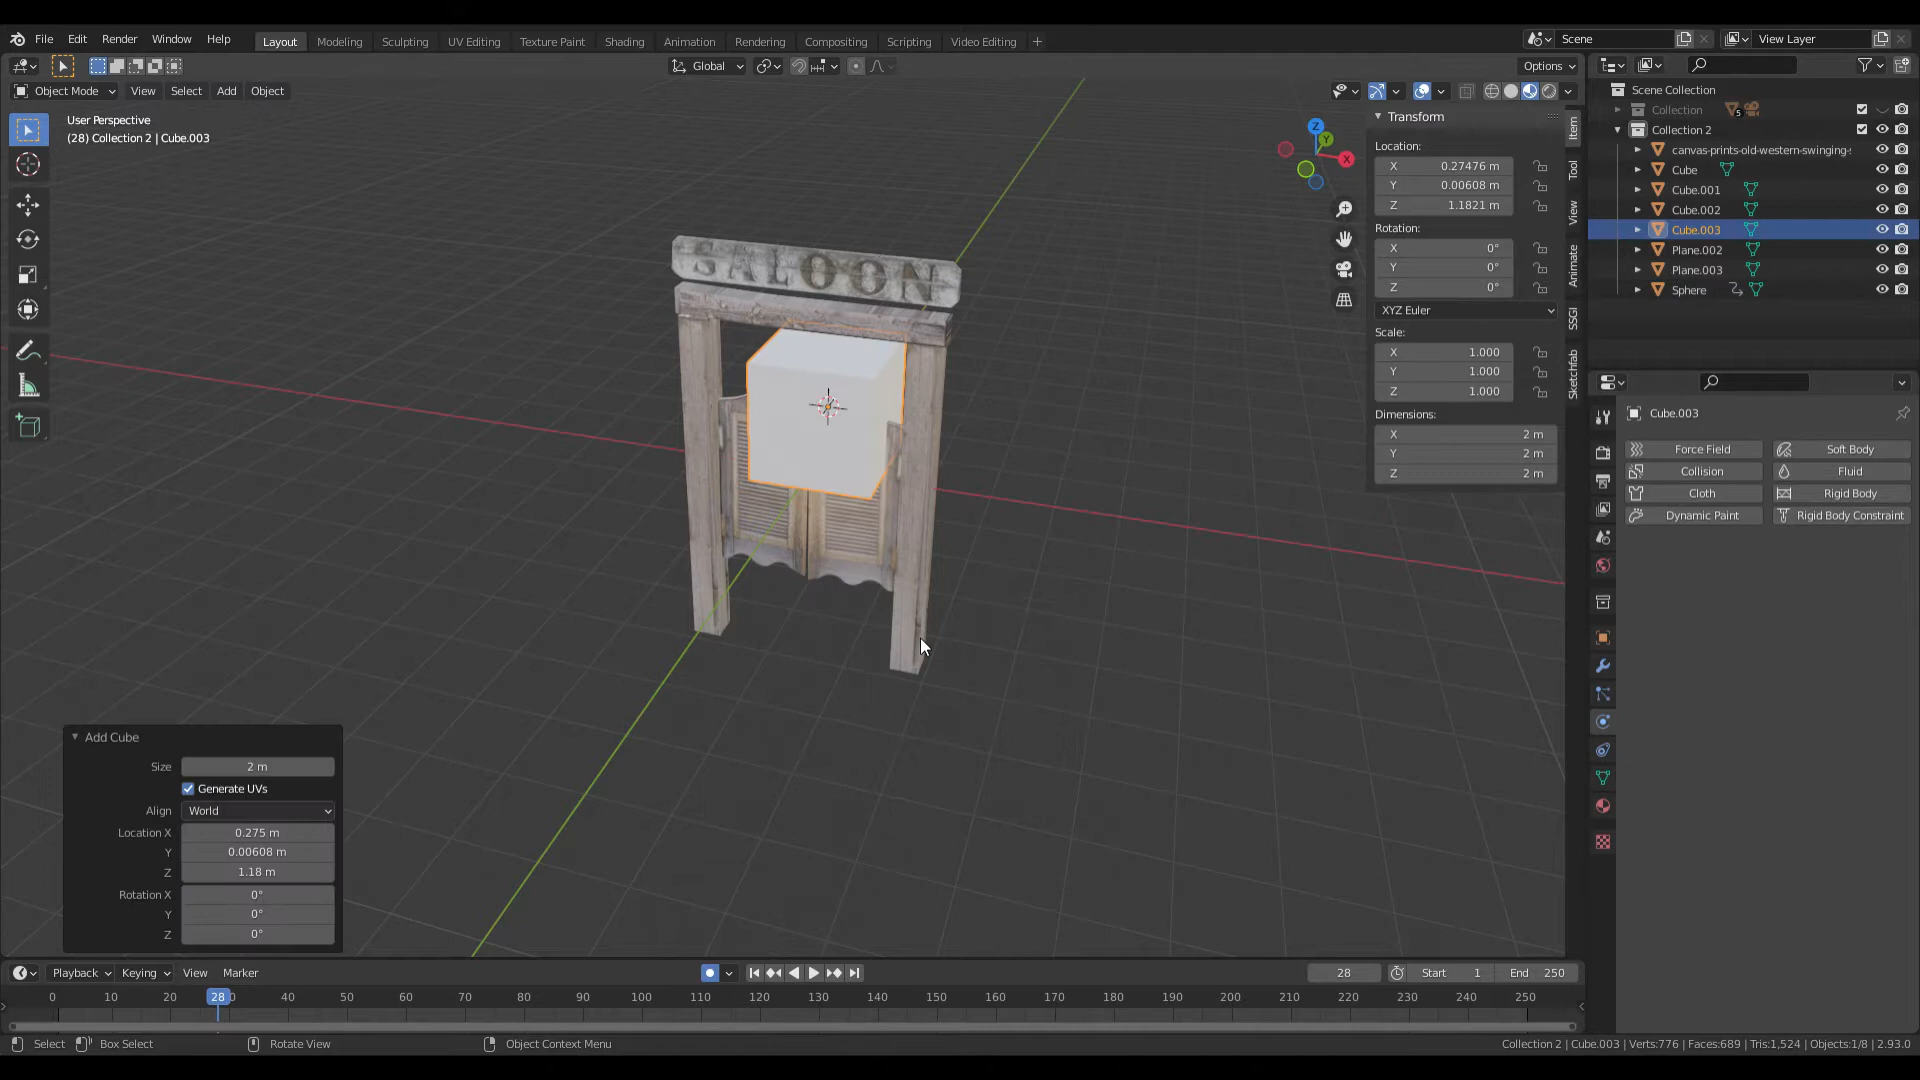 File Edit Render Window Help Layout Modeling Sculpting UV Editing Texture Paint Shading Animation Rendering Compositing Scripting Video Editing + Scene View Layer
Global Options
Object Mode View Select Add Object
User Perspective
(28) Collection 2 | Cube.003
SALOON
Z
Y
X
Transform
Location:
X 0.27476 m
Y 0.00608 m
Z 1.1821 m
Rotation:
X 0°
Y 0°
Z 0°
XYZ Euler
Scale:
X 1.000
Y 1.000
Z 1.000
Dimensions:
X 2 m
Y 2 m
Z 2 m
Item
Tool
View
Animate
SSGI
Sketchfab
Scene Collection
Collection 5
Collection 2
canvas-prints-old-western-swinging-
Cube
Cube.001
Cube.002
Cube.003
Plane.002
Plane.003
Sphere
Cube.003
Force Field Soft Body
Collision Fluid
Cloth Rigid Body
Dynamic Paint Rigid Body Constraint
Add Cube
Size 2 m
Generate UVs
Align World
Location X 0.275 m
Y 0.00608 m
Z 1.18 m
Rotation X 0°
Y 0°
Z 0°
Playback Keying View Marker 28 Start 1 End 250
0 10 20 28 40 50 60 70 80 90 100 110 120 130 140 150 160 170 180 190 200 210 220 230 240 250
Select Box Select Rotate View Object Context Menu Collection 2 | Cube.003 | Verts:776 | Faces:689 | Tris:1,524 | Objects:1/8 | 2.93.0